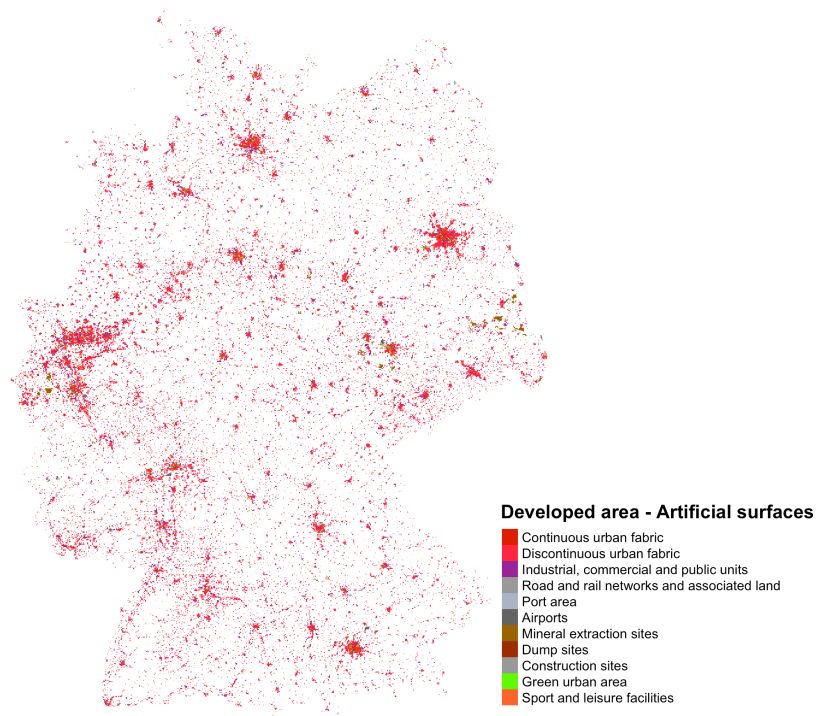 Developed area - Artificial surfaces
Continuous urban fabric
Discontinuous urban fabric
Industrial, commercial and public units
Road and rail networks and associated land
Port area
Airports
Mineral extraction sites
Dump sites
Construction sites
Green urban area
Sport and leisure facilities